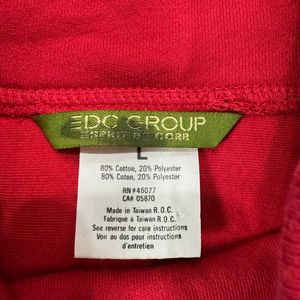 EDC GROUP
ESPRIT DE CORP
L
80% Cotton, 20% Polyester
80% Coton, 20% Polyester
RN #46077
CA# 05870
Made in Taiwan R.O.C.
Fabriqué à Taiwan R.O.C.
See reverse for care instructions
Voir au dos pour instructions
d'entretien